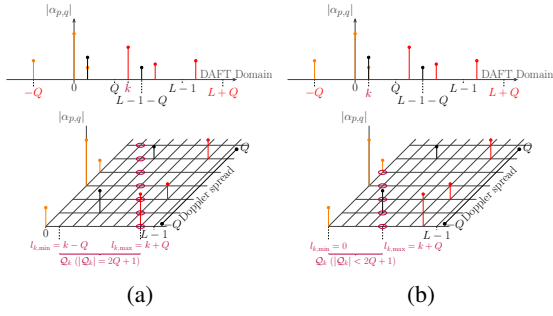 |α_{p,q}|
|α_{p,q}|
DAFT Domain
DAFT Domain
−Q 0 Q k L−1 L+Q
L−1−Q
−Q 0 k Q L−1 L+Q
L−1−Q
|α_{p,q}|
|α_{p,q}|
Q
Doppler spread
−Q
0 L−1
l_{k,min} = k−Q l_{k,max} = k+Q
Q_k (|Q_k| = 2Q+1)
Q
Doppler spread
−Q
0 L−1
l_{k,min} = 0 l_{k,max} = k+Q
Q_k (|Q_k| < 2Q+1)
(a)
(b)